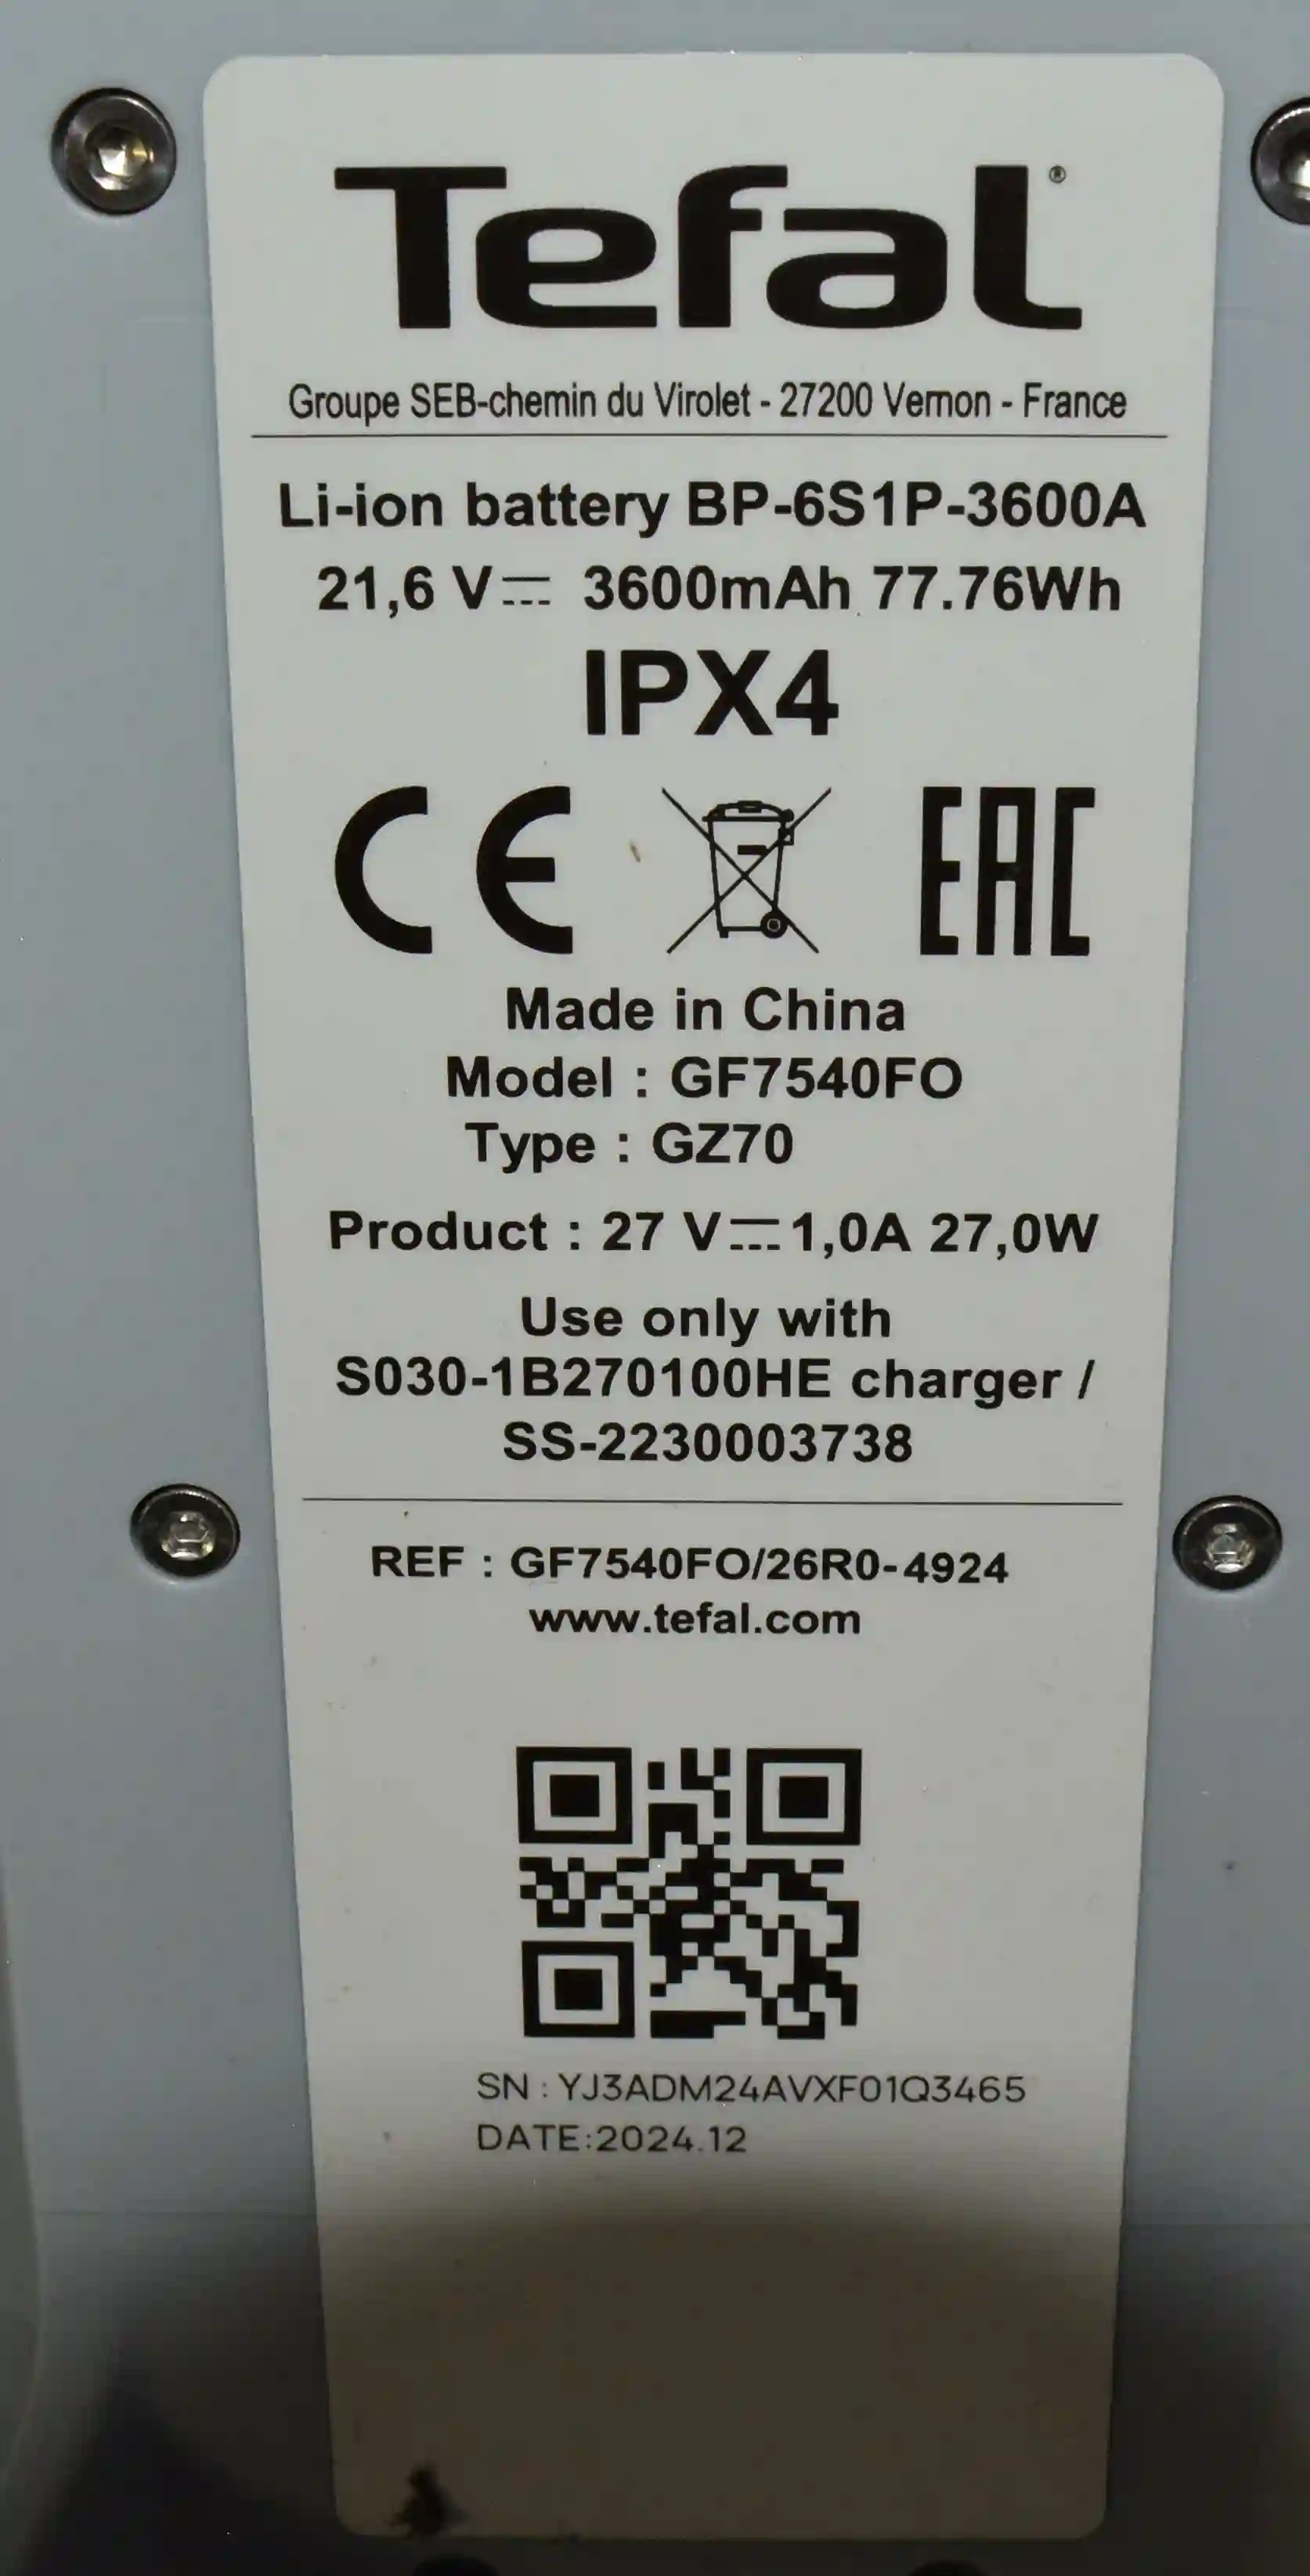 Tefal®
Groupe SEB-chemin du Virolet - 27200 Vernon - France
Li-ion battery BP-6S1P-3600A
21,6 V⎓ 3600mAh 77.76Wh
IPX4
CE EAC
Made in China
Model : GF7540FO
Type : GZ70
Product : 27 V⎓1,0A 27,0W
Use only with
S030-1B270100HE charger /
SS-2230003738
REF : GF7540FO/26R0-4924
www.tefal.com
SN : YJ3ADM24AVXF01Q3465
DATE:2024.12